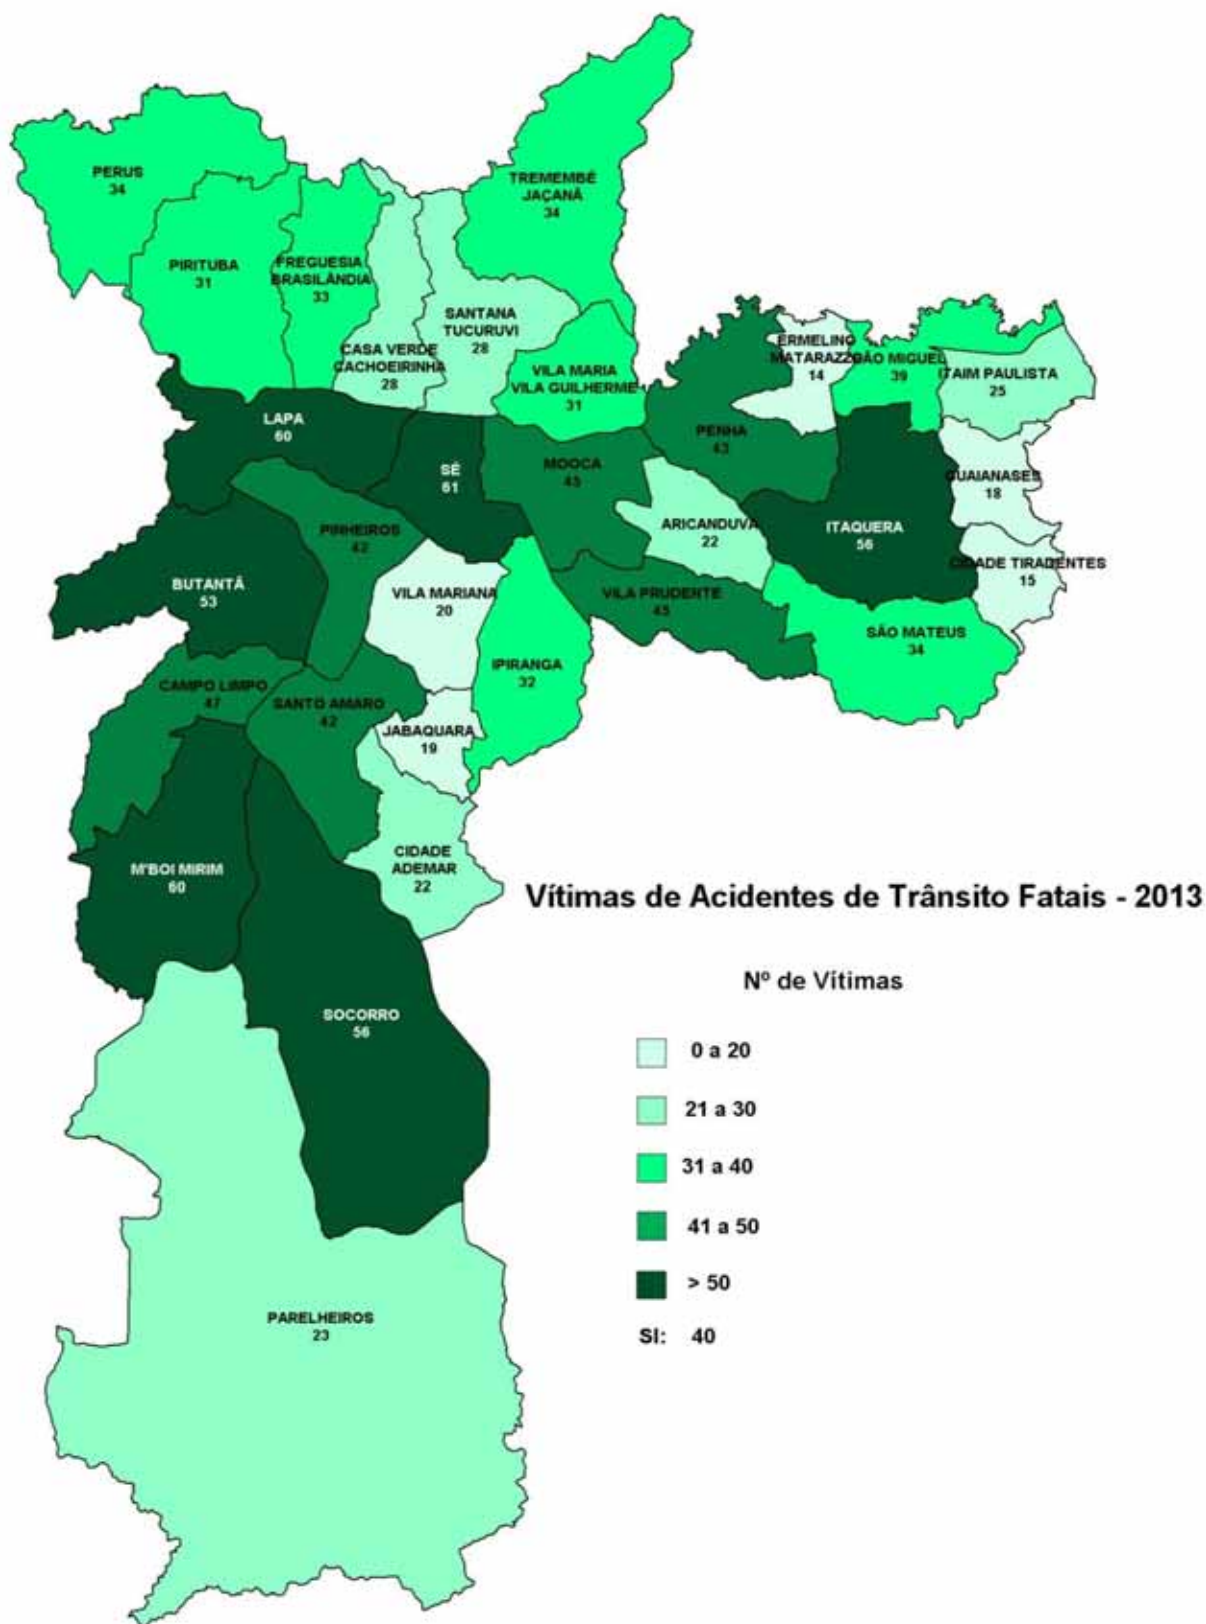 PERUS
34
TREMEMBÉ
JAÇANÃ
34
PIRITUBA
31
FREGUESIA
BRASILÂNDIA
33
SANTANA
TUCURUVI
28
CASA VERDE
CACHOEIRINHA
28
VILA MARIA
VILA GUILHERME
31
ERMELINO
MATARAZZO
14
SÃO MIGUEL
39
ITAIM PAULISTA
25
LAPA
60
SÉ
61
MOOCA
45
PENHA
43
GUAIANASES
18
PINHEIROS
42
ARICANDUVA
22
ITAQUERA
56
CIDADE TIRADENTES
15
BUTANTÃ
53
VILA MARIANA
20
VILA PRUDENTE
45
SÃO MATEUS
34
IPIRANGA
32
CAMPO LIMPO
47
SANTO AMARO
42
JABAQUARA
19
M'BOI MIRIM
60
CIDADE
ADEMAR
22
Vítimas de Acidentes de Trânsito Fatais - 2013
Nº de Vítimas
SOCORRO
56
0 a 20
21 a 30
31 a 40
41 a 50
> 50
SI: 40
PARELHEIROS
23